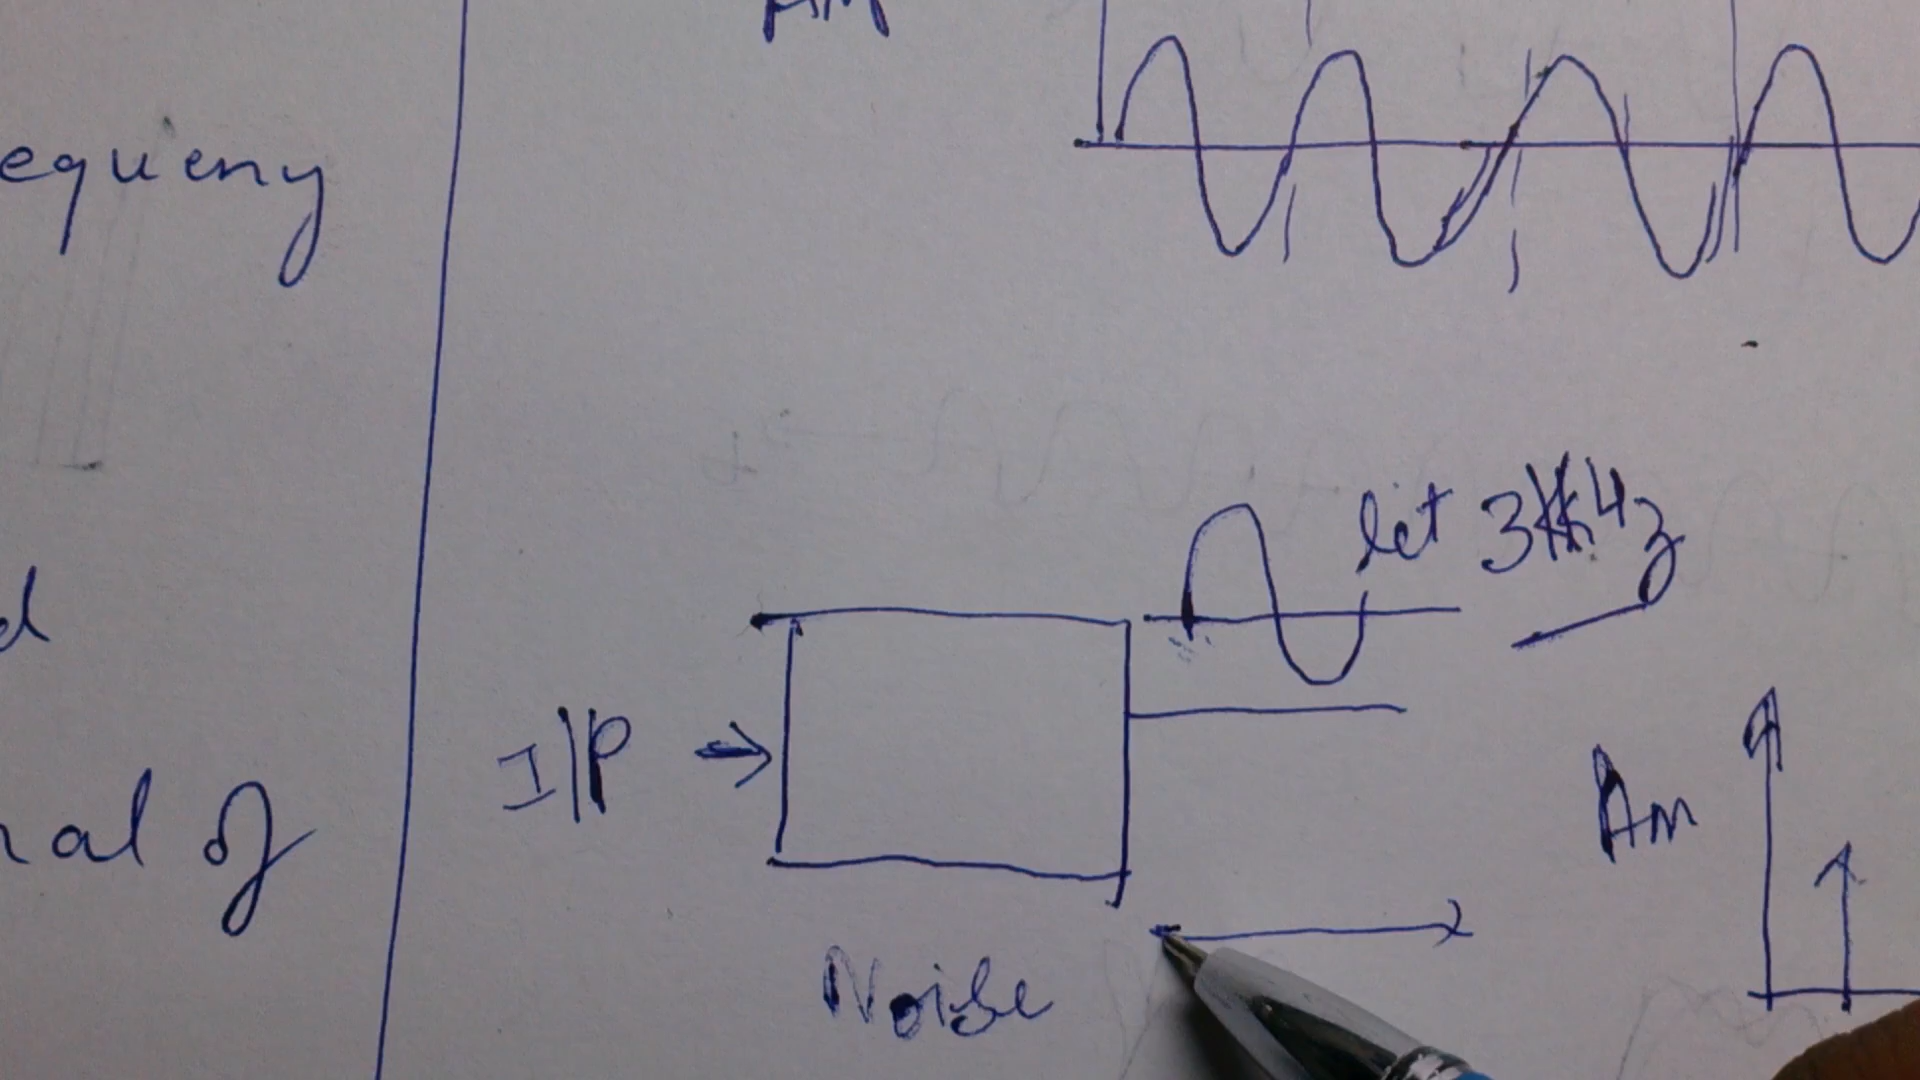 AM
equeny
let 3KHz
d
I/P
Am
nal of
Noise